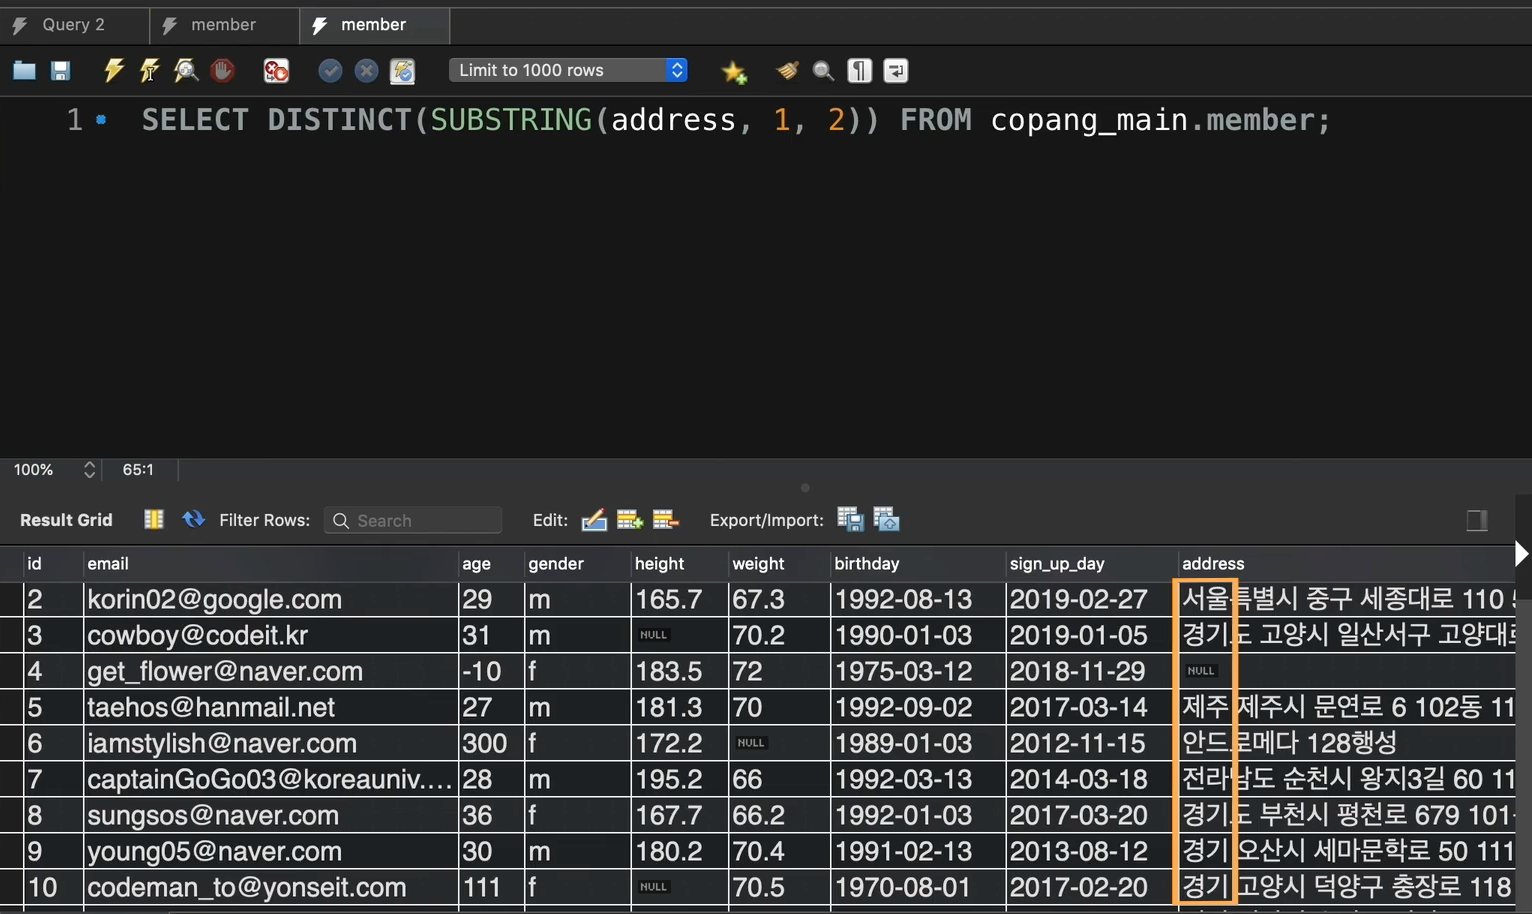 Query 2 member member
Limit to 1000 rows
1 SELECT DISTINCT(SUBSTRING(address, 1, 2)) FROM copang_main.member;
100% 65:1
Result Grid Filter Rows: Search Edit: Export/Import:
id email age gender height weight birthday sign_up_day address
2 korin02@google.com 29 m 165.7 67.3 1992-08-13 2019-02-27 서울특별시 중구 세종대로 110
3 cowboy@codeit.kr 31 m NULL 70.2 1990-01-03 2019-01-05 경기도 고양시 일산서구 고양대로
4 get_flower@naver.com -10 f 183.5 72 1975-03-12 2018-11-29 NULL
5 taehos@hanmail.net 27 m 181.3 70 1992-09-02 2017-03-14 제주 제주시 문연로 6 102동 11
6 iamstylish@naver.com 300 f 172.2 NULL 1989-01-03 2012-11-15 안드로메다 128행성
7 captainGoGo03@koreauniv.... 28 m 195.2 66 1992-03-13 2014-03-18 전라남도 순천시 왕지3길 60 11
8 sungsos@naver.com 36 f 167.7 66.2 1992-01-03 2017-03-20 경기도 부천시 평천로 679 101-
9 young05@naver.com 30 m 180.2 70.4 1991-02-13 2013-08-12 경기 오산시 세마문학로 50 111
10 codeman_to@yonseit.com 111 f NULL 70.5 1970-08-01 2017-02-20 경기 고양시 덕양구 충장로 118